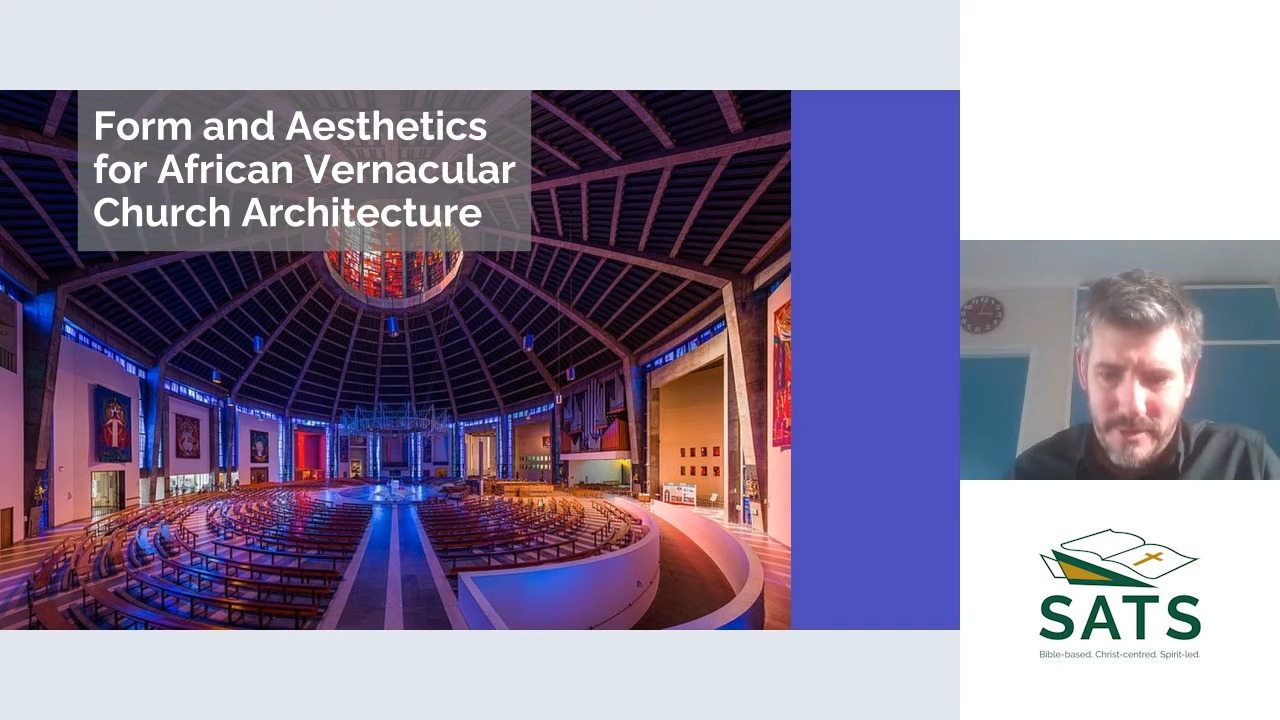 Form and Aesthetics
for African Vernacular
Church Architecture
SATS
Bible-based. Christ-centred. Spirit-led.